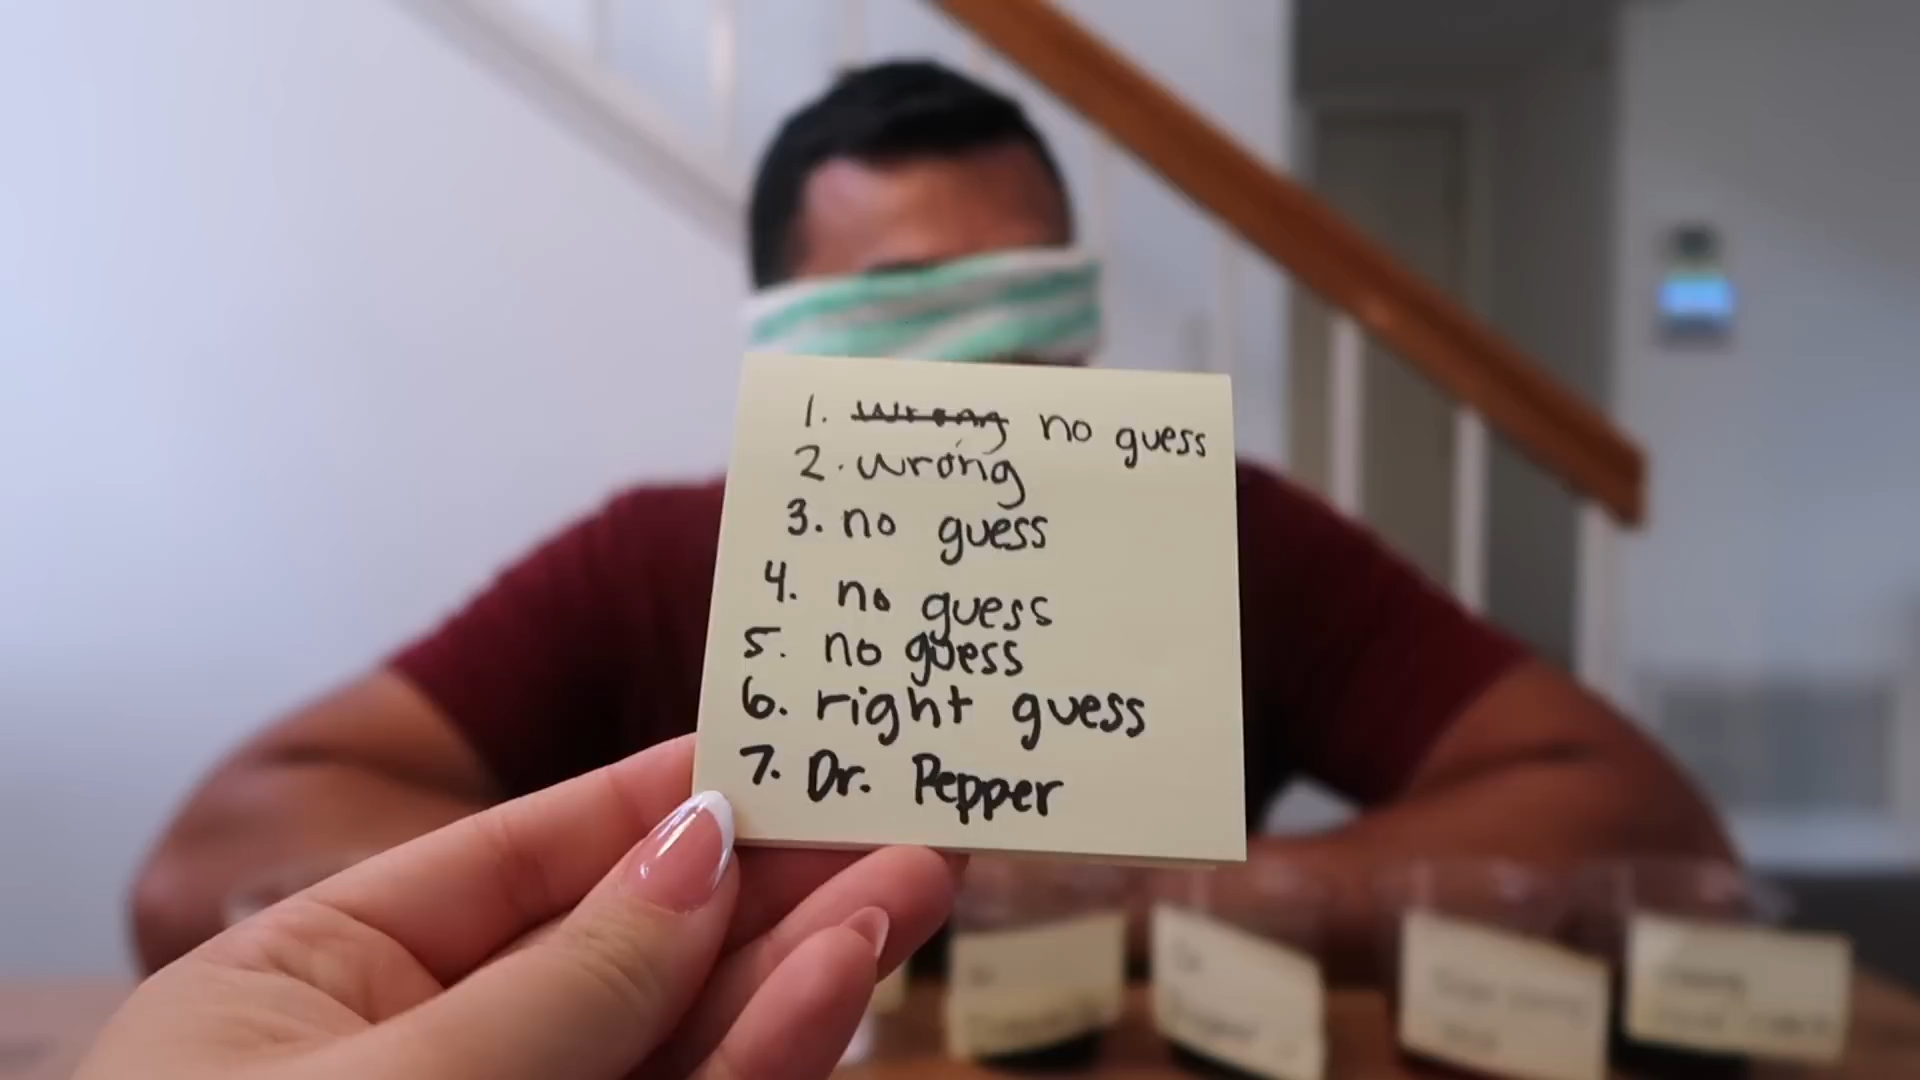 1. wrong no guess
2. wrong
3. no guess
4. no guess
5. no guess
6. right guess
7. Dr. Pepper